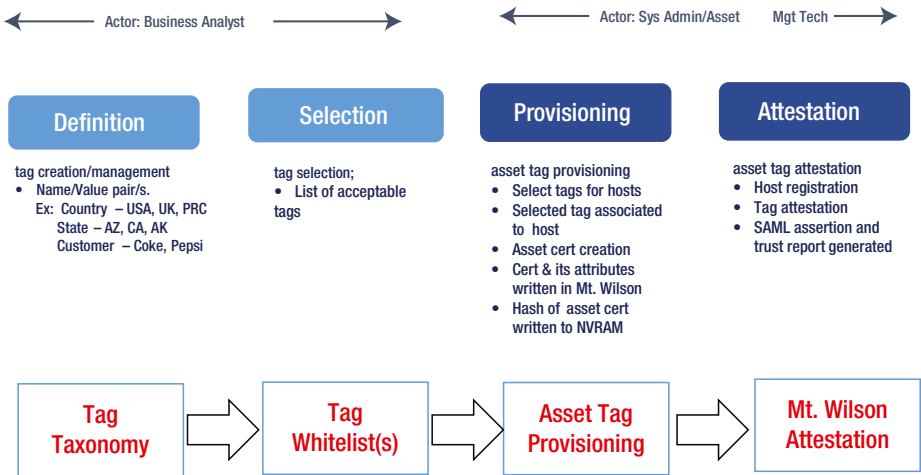 Actor: Business Analyst
Actor: Sys Admin/Asset Mgt Tech
Definition
tag creation/management
• Name/Value pair/s.
Ex: Country – USA, UK, PRC
State – AZ, CA, AK
Customer – Coke, Pepsi
Selection
tag selection;
• List of acceptable
tags
Provisioning
asset tag provisioning
• Select tags for hosts
• Selected tag associated
to host
• Asset cert creation
• Cert & its attributes
written in Mt. Wilson
• Hash of asset cert
written to NVRAM
Attestation
asset tag attestation
• Host registration
• Tag attestation
• SAML assertion and
trust report generated
Tag
Taxonomy
Tag
Whitelist(s)
Asset Tag
Provisioning
Mt. Wilson
Attestation